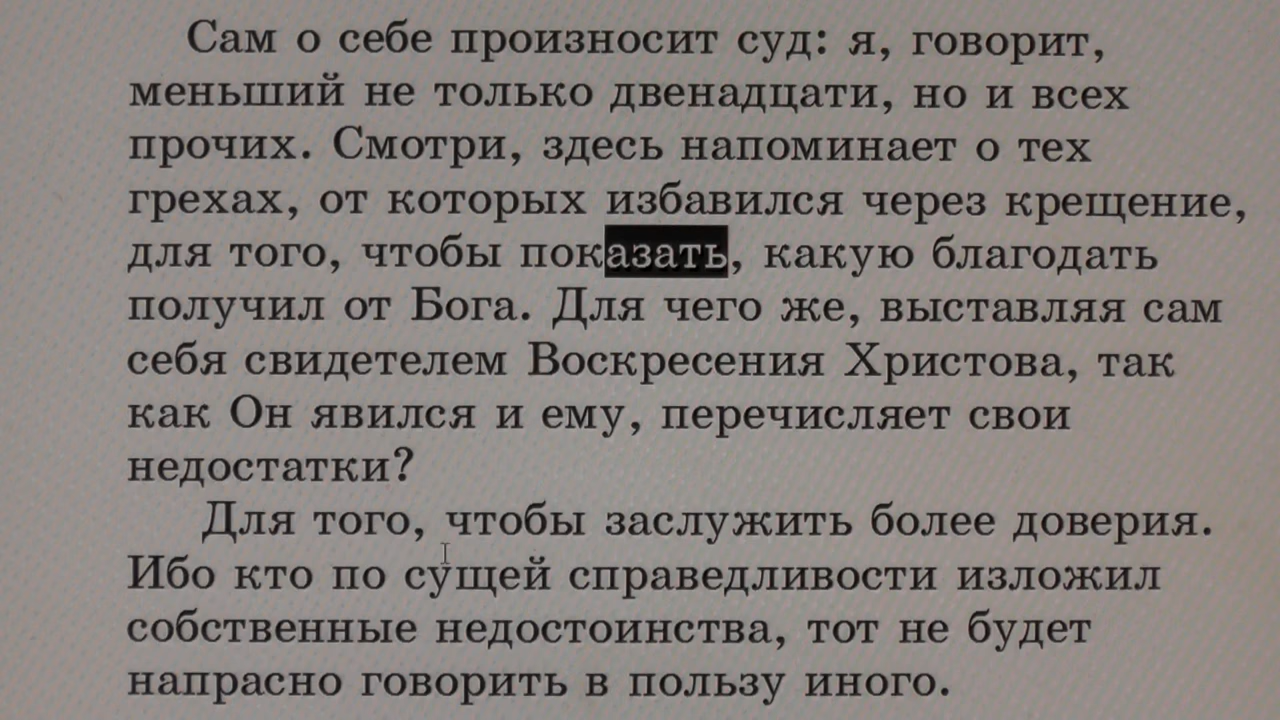 Сам о себе произносит суд: я, говорит,
меньший не только двенадцати, но и всех
прочих. Смотри, здесь напоминает о тех
грехах, от которых избавился через крещение,
для того, чтобы показать, какую благодать
получил от Бога. Для чего же, выставляя сам
себя свидетелем Воскресения Христова, так
как Он явился и ему, перечисляет свои
недостатки?
Для того, чтобы заслужить более доверия.
Ибо кто по сущей справедливости изложил
собственные недостоинства, тот не будет
напрасно говорить в пользу иного.